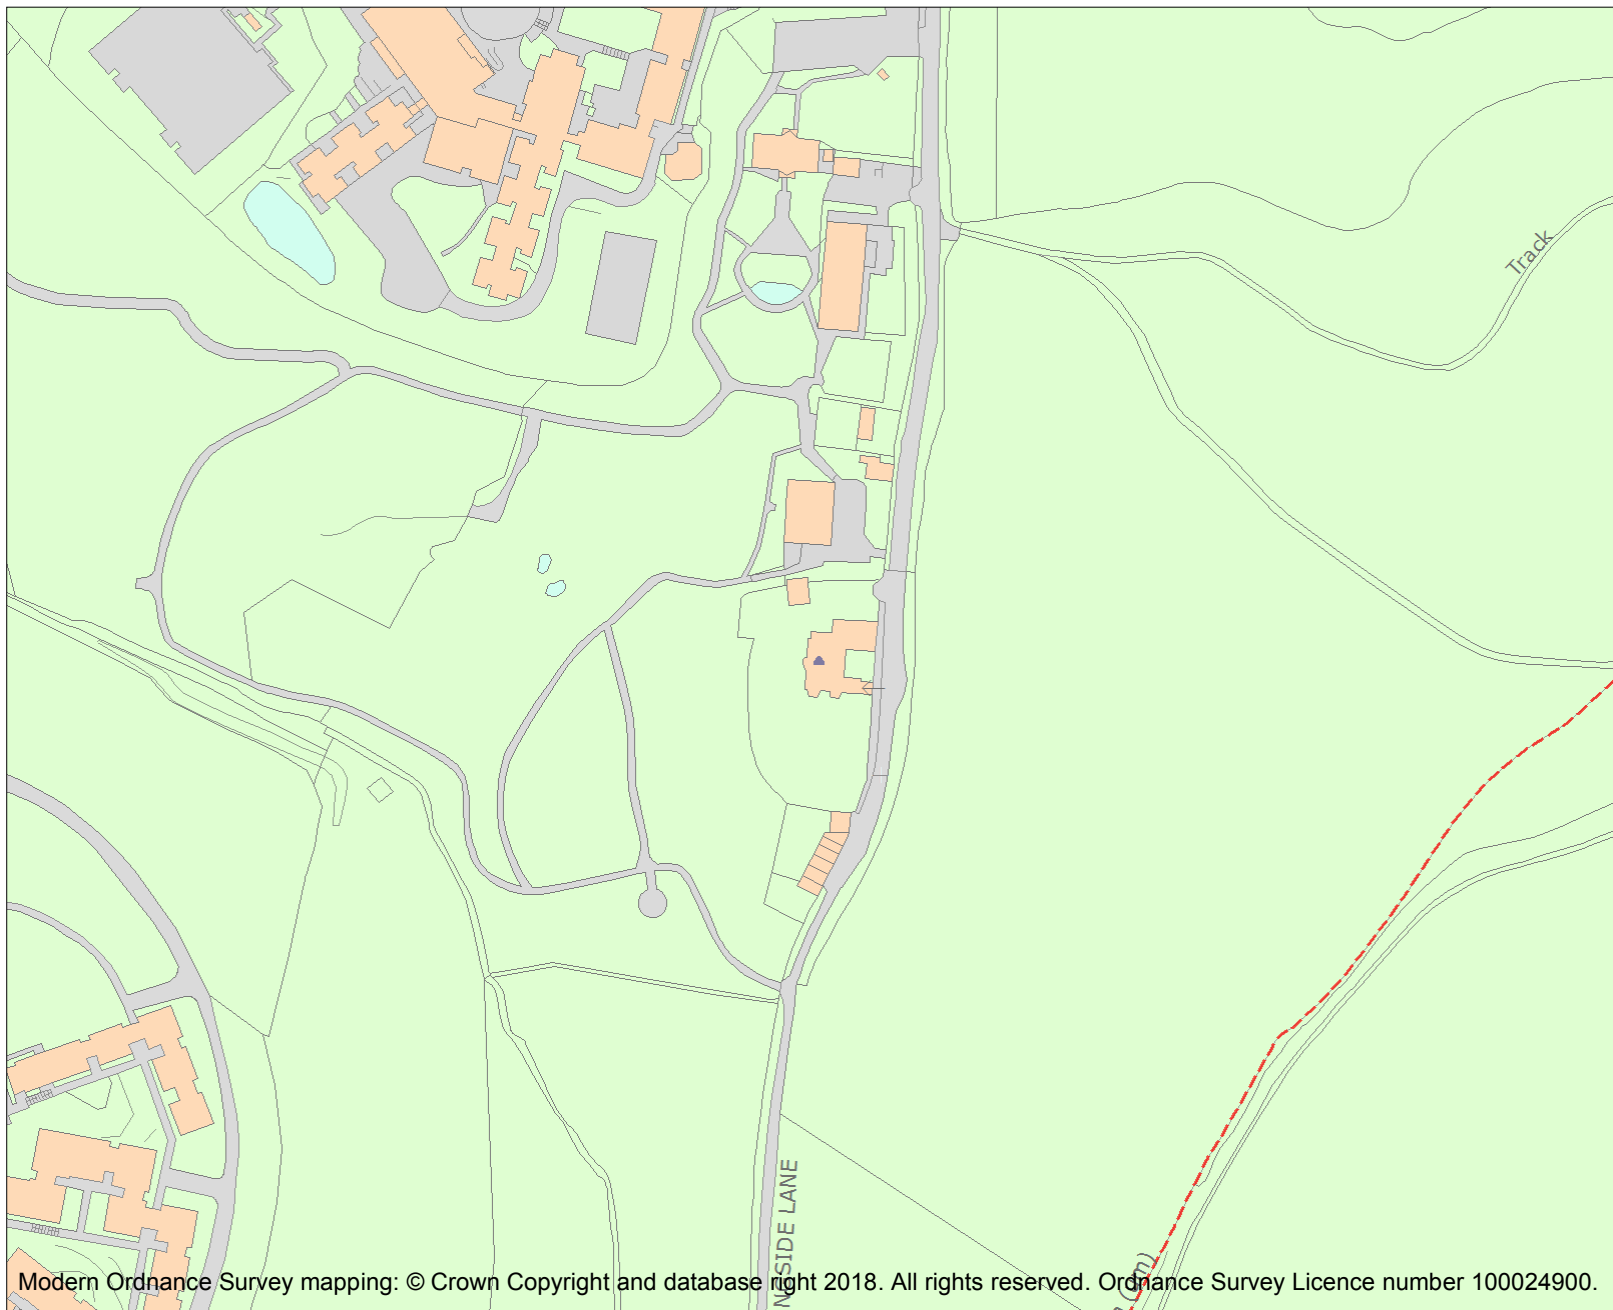 Track
NGSIDE LANE
Modern Ordnance Survey mapping: © Crown Copyright and database right 2018. All rights reserved. Ordnance Survey Licence number 100024900.